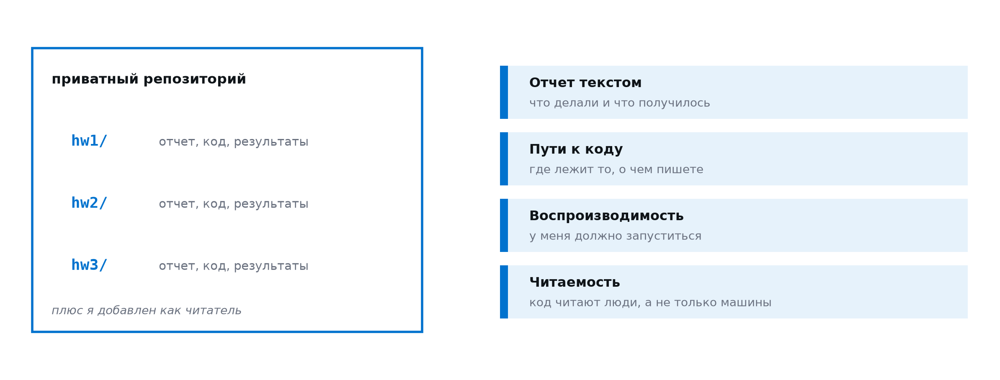 приватный репозиторий
hw1/ отчет, код, результаты
hw2/ отчет, код, результаты
hw3/ отчет, код, результаты
плюс я добавлен как читатель
Отчет текстом
что делали и что получилось
Пути к коду
где лежит то, о чем пишете
Воспроизводимость
у меня должно запуститься
Читаемость
код читают люди, а не только машины